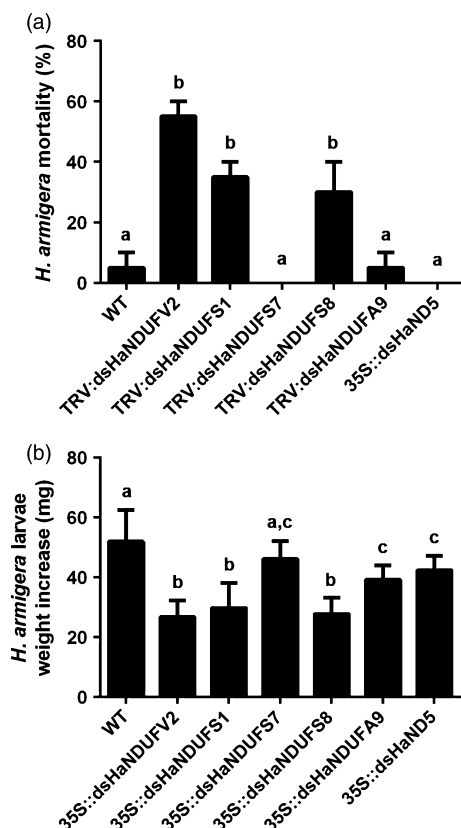 (a)
H. armigera mortality (%)
80
60
40
20
0
a
b
b
a
b
a
a
WT
TRV:dsHaNDUFV2
TRV:dsHaNDUFS1
TRV:dsHaNDUFS7
TRV:dsHaNDUFS8
TRV:dsHaNDUFA9
35S::dsHaND5
(b)
H. armigera larvae
weight increase (mg)
80
60
40
20
0
a
b
b
a,c
b
c
c
WT
35S::dsHaNDUFV2
35S::dsHaNDUFS1
35S::dsHaNDUFS7
35S::dsHaNDUFS8
35S::dsHaNDUFA9
35S::dsHaND5